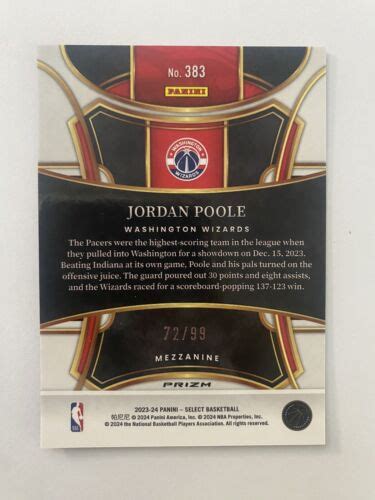 No. 383
PANINI
WASHINGTON
WIZARDS
JORDAN POOLE
WASHINGTON WIZARDS
The Pacers were the highest-scoring team in the league when
they pulled into Washington for a showdown on Dec. 15, 2023.
Beating Indiana at its own game, Poole and his pals turned on the
offensive juice. The guard poured out 30 points and eight assists,
and the Wizards raced for a scoreboard-popping 137-123 win.
72/99
MEZZANINE
PRIZM
2023-24 PANINI – SELECT BASKETBALL
帕尼尼 © 2024 Panini America, Inc. © 2024 NBA Properties, Inc.
© 2024 the National Basketball Players Association. All rights reserved.